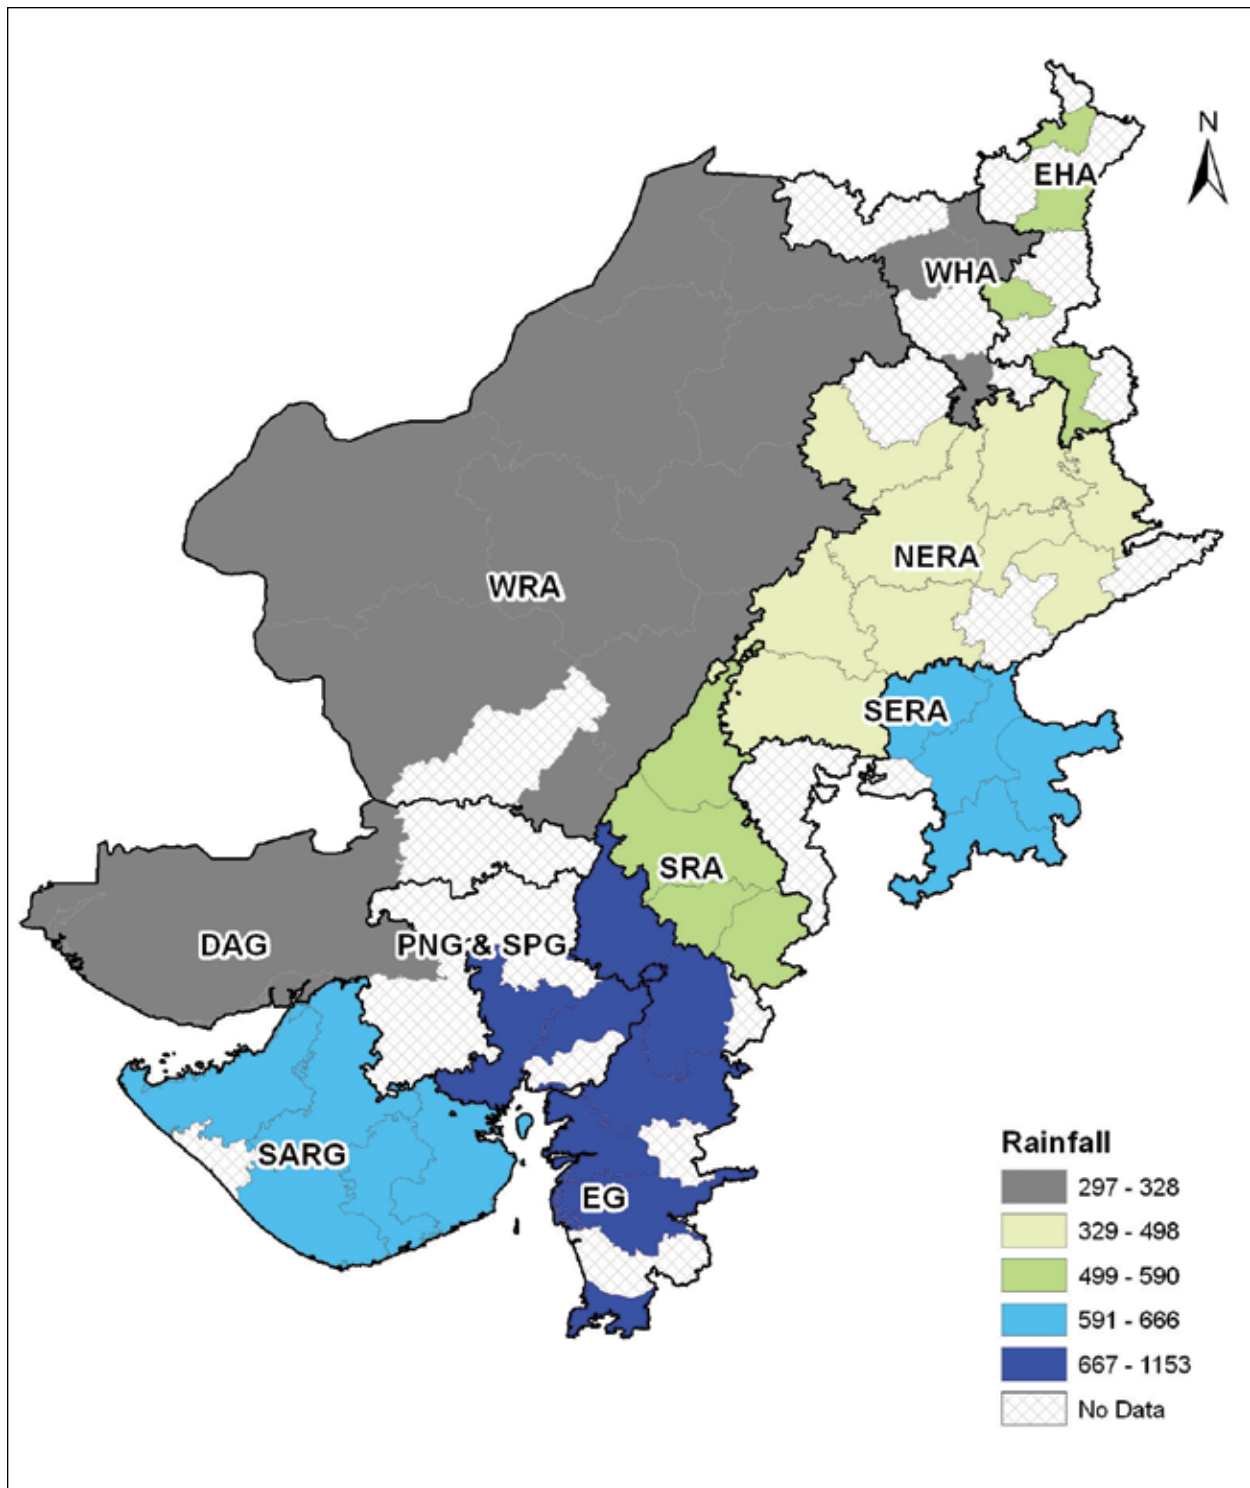 N
EHA
WHA
NERA
WRA
SERA
SRA
DAG
PNG & SPG
SARG
EG
Rainfall
297 - 328
329 - 498
499 - 590
591 - 666
667 - 1153
No Data